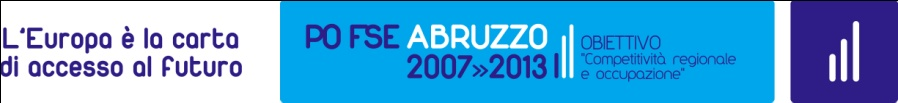 L'Europa è la carta
di accesso al futuro
PO FSE ABRUZZO
2007»2013
OBIETTIVO
"Competitività regionale
e occupazione"